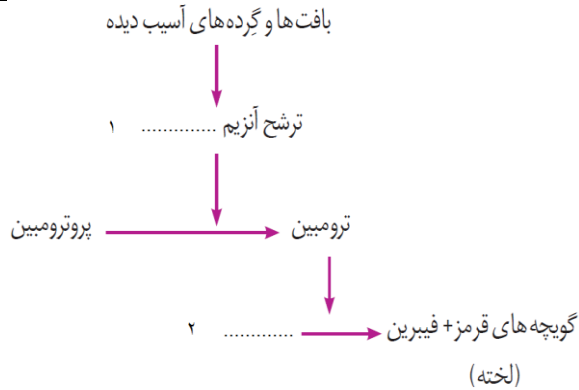 بافت‌ها و گِرده‌های آسیب دیده
ترشح آنزیم .............. ۱
پروترومبین
ترومبین
گویچه های قرمز+ فیبرین ............. ۲
(لخته)